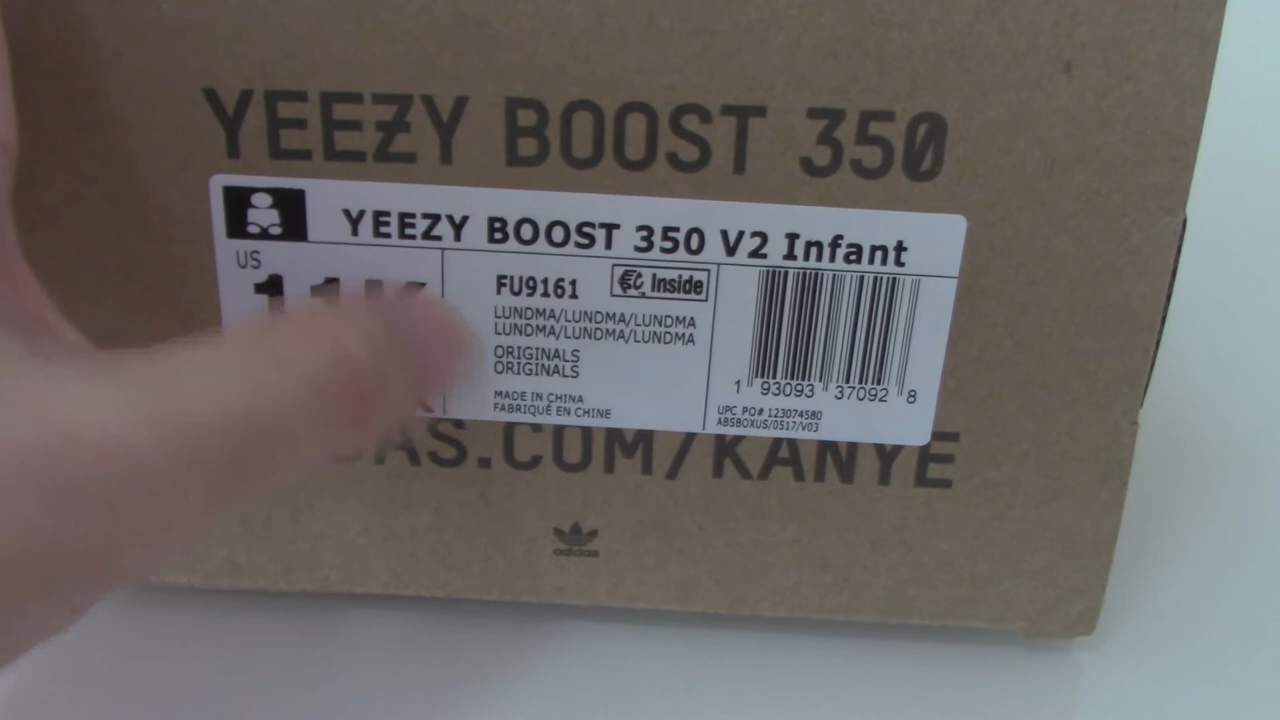 YEEZY BOOST 350
YEEZY BOOST 350 V2 Infant
US
FU9161
Inside
LUNDMA/LUNDMA/LUNDMA
LUNDMA/LUNDMA/LUNDMA
ORIGINALS
ORIGINALS
MADE IN CHINA
FABRIQUÉ EN CHINE
1 93093 37092 8
UPC PO# 123074580
ABSBOXUS/0517/V03
.COM/KANYE
adidas